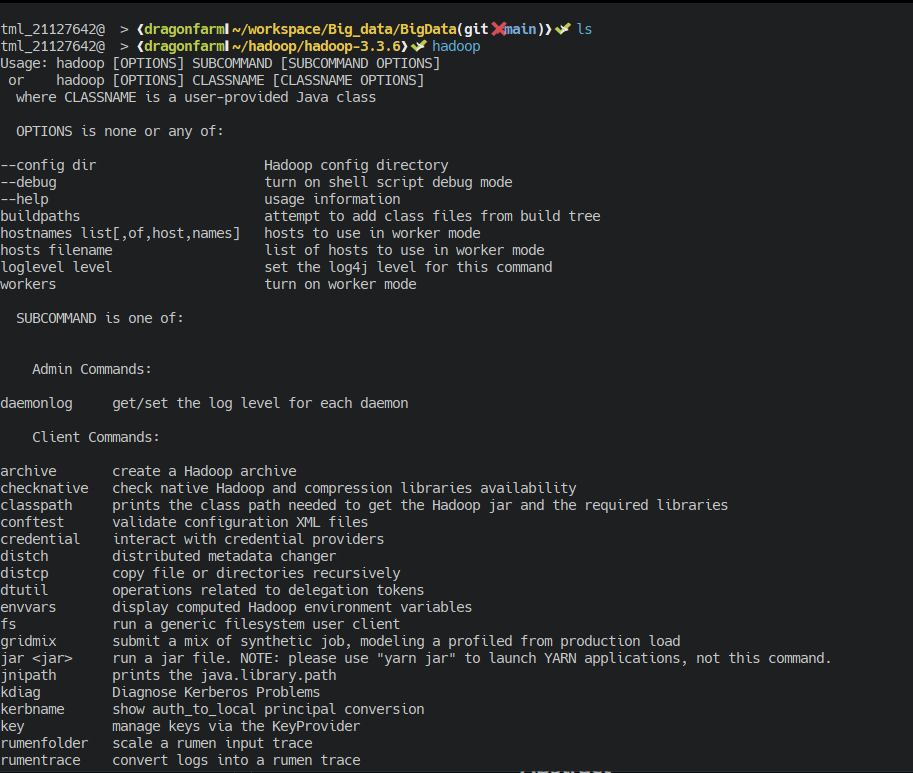 tml_21127642@  > ❮dragonfarm ~/workspace/Big_data/BigData(git❌main)❯✔ ls
tml_21127642@  > ❮dragonfarm ~/hadoop/hadoop-3.3.6❯✔ hadoop
Usage: hadoop [OPTIONS] SUBCOMMAND [SUBCOMMAND OPTIONS]
 or    hadoop [OPTIONS] CLASSNAME [CLASSNAME OPTIONS]
  where CLASSNAME is a user-provided Java class
  OPTIONS is none or any of:
--config dir                     Hadoop config directory
--debug                          turn on shell script debug mode
--help                           usage information
buildpaths                       attempt to add class files from build tree
hostnames list[,of,host,names]   hosts to use in worker mode
hosts filename                   list of hosts to use in worker mode
loglevel level                   set the log4j level for this command
workers                          turn on worker mode
  SUBCOMMAND is one of:
    Admin Commands:
daemonlog     get/set the log level for each daemon
    Client Commands:
archive       create a Hadoop archive
checknative   check native Hadoop and compression libraries availability
classpath     prints the class path needed to get the Hadoop jar and the required libraries
conftest      validate configuration XML files
credential    interact with credential providers
distch        distributed metadata changer
distcp        copy file or directories recursively
dtutil        operations related to delegation tokens
envvars       display computed Hadoop environment variables
fs            run a generic filesystem user client
gridmix       submit a mix of synthetic job, modeling a profiled from production load
jar <jar>     run a jar file. NOTE: please use "yarn jar" to launch YARN applications, not this command.
jnipath       prints the java.library.path
kdiag         Diagnose Kerberos Problems
kerbname      show auth_to_local principal conversion
key           manage keys via the KeyProvider
rumenfolder   scale a rumen input trace
rumentrace    convert logs into a rumen trace